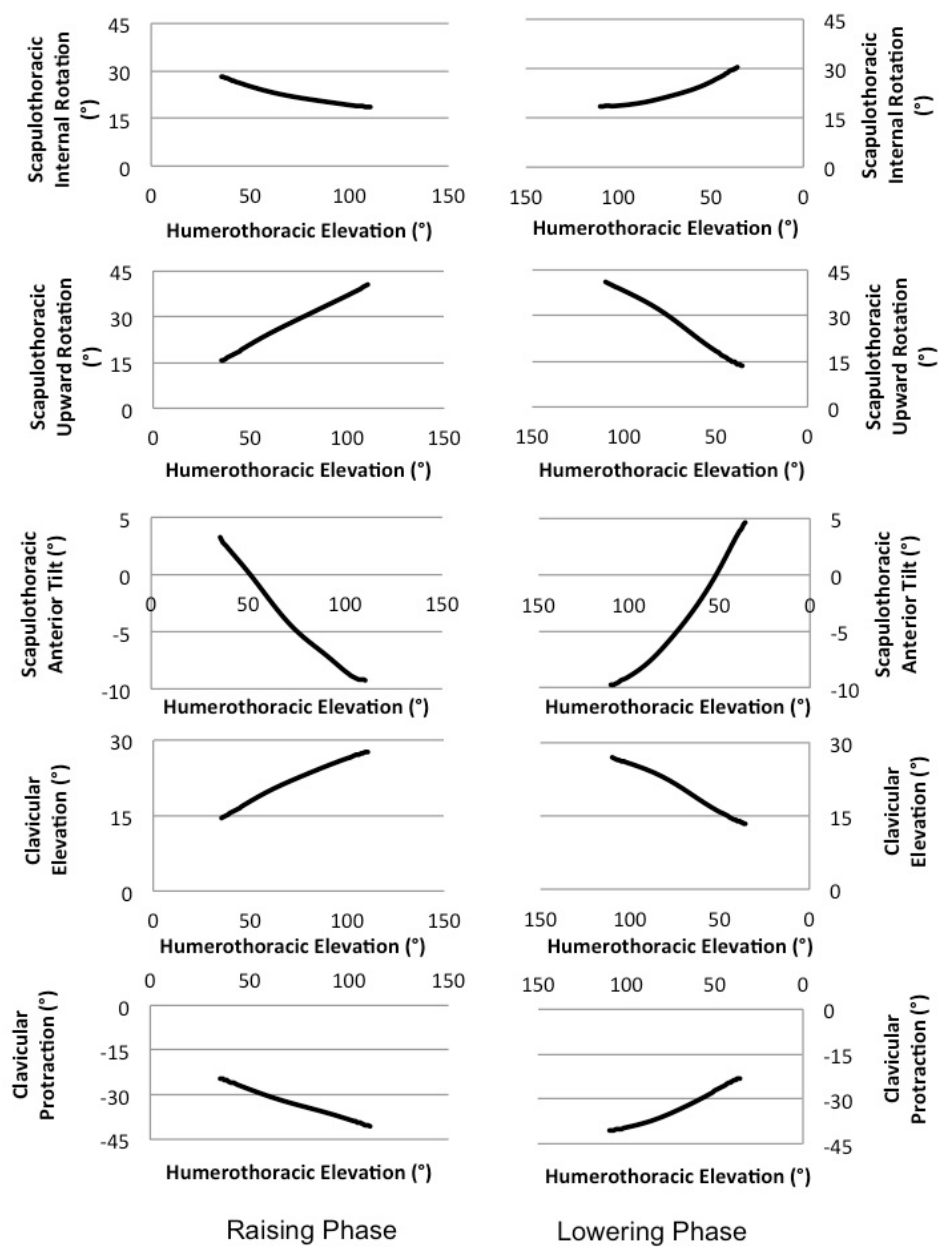 Scapulothoracic
Internal Rotation
(°)
45
30
15
0
0 50 100 150
Humerothoracic Elevation (°)
45
30
15
0
150 100 50 0
Humerothoracic Elevation (°)
Scapulothoracic
Internal Rotation
(°)
Scapulothoracic
Upward Rotation
(°)
45
30
15
0
0 50 100 150
Humerothoracic Elevation (°)
45
30
15
0
150 100 50 0
Humerothoracic Elevation (°)
Scapulothoracic
Upward Rotation
(°)
Scapulothoracic
Anterior Tilt (°)
5
0
-5
-10
0 50 100 150
Humerothoracic Elevation (°)
5
0
-5
-10
150 100 50 0
Humerothoracic Elevation (°)
Scapulothoracic
Anterior Tilt (°)
Clavicular
Elevation (°)
30
15
0
0 50 100 150
Humerothoracic Elevation (°)
30
15
0
150 100 50 0
Humerothoracic Elevation (°)
Clavicular
Elevation (°)
Clavicular
Protraction (°)
0 50 100 150
0
-15
-30
-45
Humerothoracic Elevation (°)
150 100 50 0
0
-15
-30
-45
Humerothoracic Elevation (°)
Clavicular
Protraction (°)
Raising Phase
Lowering Phase